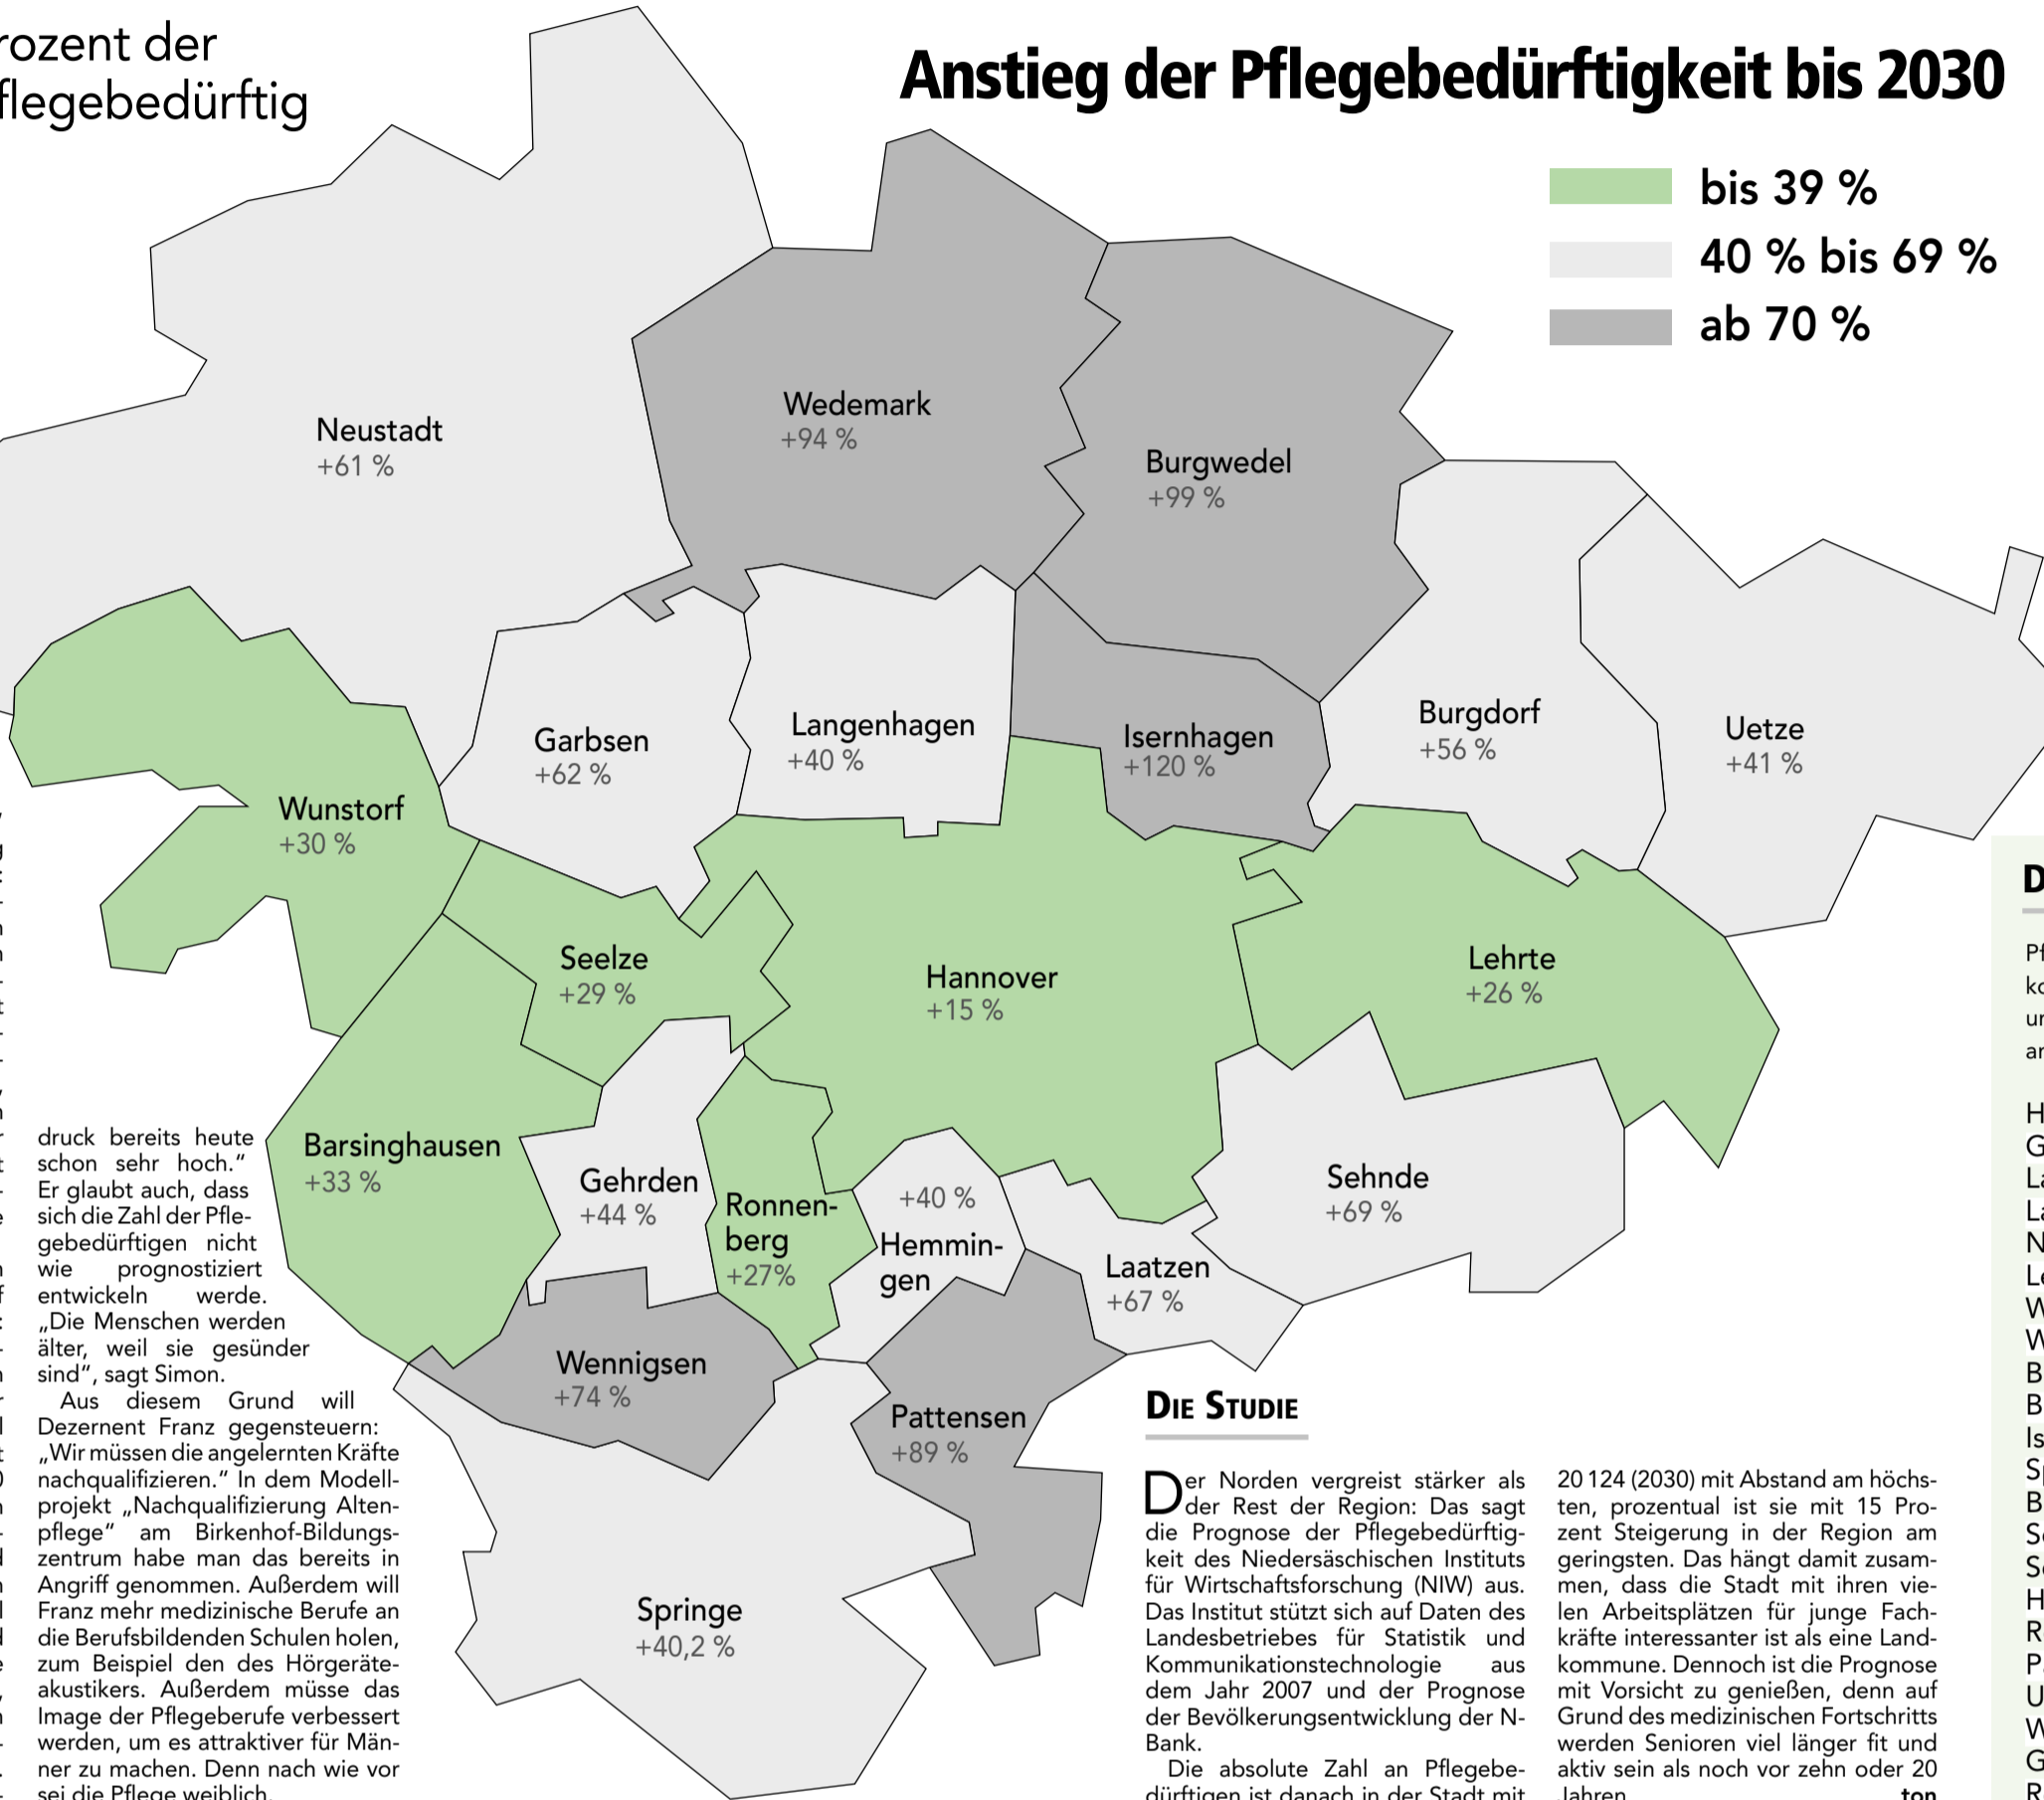 rozent der
flegebedürftig
Anstieg der Pflegebedürftigkeit bis 2030
bis 39 %
40 % bis 69 %
ab 70 %
Neustadt
+61 %
Wedemark
+94 %
Burgwedel
+99 %
Garbsen
+62 %
Langenhagen
+40 %
Isernhagen
+120 %
Burgdorf
+56 %
Uetze
+41 %
Wunstorf
+30 %
Seelze
+29 %
Hannover
+15 %
Lehrte
+26 %
Barsinghausen
+33 %
Gehrden
+44 %
Ronnen-
berg
+27%
+40 %
Hemmin-
gen
Laatzen
+67 %
Sehnde
+69 %
Wennigsen
+74 %
Pattensen
+89 %
Springe
+40,2 %
druck bereits heute
schon sehr hoch.“
Er glaubt auch, dass
sich die Zahl der Pfle-
gebedürftigen nicht
wie prognostiziert
entwickeln werde.
„Die Menschen werden
älter, weil sie gesünder
sind“, sagt Simon.
Aus diesem Grund will
Dezernent Franz gegensteuern:
„Wir müssen die angelernten Kräfte
nachqualifizieren.“ In dem Modell-
projekt „Nachqualifizierung Alten-
pflege“ am Birkenhof-Bildungs-
zentrum habe man das bereits in
Angriff genommen. Außerdem will
Franz mehr medizinische Berufe an
die Berufsbildenden Schulen holen,
zum Beispiel den des Hörgeräte-
akustikers. Außerdem müsse das
Image der Pflegeberufe verbessert
werden, um es attraktiver für Män-
ner zu machen. Denn nach wie vor
sei die Pflege weiblich.
DIE STUDIE
Der Norden vergreist stärker als
der Rest der Region: Das sagt
die Prognose der Pflegebedürftig-
keit des Niedersäschischen Instituts
für Wirtschaftsforschung (NIW) aus.
Das Institut stützt sich auf Daten des
Landesbetriebes für Statistik und
Kommunikationstechnologie aus
dem Jahr 2007 und der Prognose
der Bevölkerungsentwicklung der N-
Bank.
Die absolute Zahl an Pflegebe-
dürftigen ist danach in der Stadt mit
20 124 (2030) mit Abstand am höchs-
ten, prozentual ist sie mit 15 Pro-
zent Steigerung in der Region am
geringsten. Das hängt damit zusam-
men, dass die Stadt mit ihren vie-
len Arbeitsplätzen für junge Fach-
kräfte interessanter ist als eine Land-
kommune. Dennoch ist die Prognose
mit Vorsicht zu genießen, denn auf
Grund des medizinischen Fortschritts
werden Senioren viel länger fit und
aktiv sein als noch vor zehn oder 20
Jahren. ton